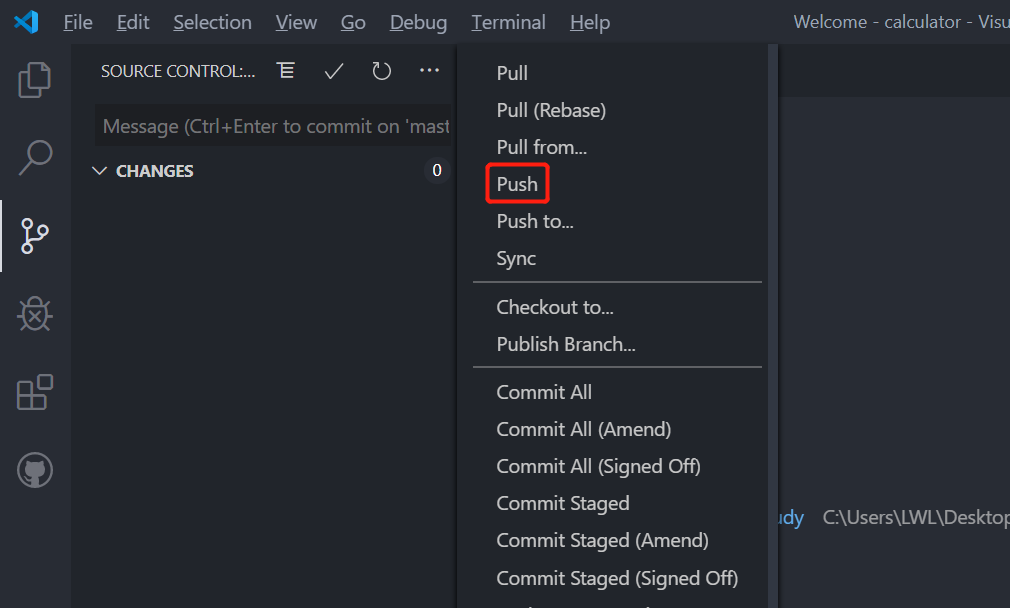 File Edit Selection View Go Debug Terminal Help Welcome - calculator - Visu
SOURCE CONTROL:...
Message (Ctrl+Enter to commit on 'mast
CHANGES 0
Pull
Pull (Rebase)
Pull from...
Push
Push to...
Sync
Checkout to...
Publish Branch...
Commit All
Commit All (Amend)
Commit All (Signed Off)
Commit Staged
Commit Staged (Amend)
Commit Staged (Signed Off)
udy C:\Users\LWL\Desktop